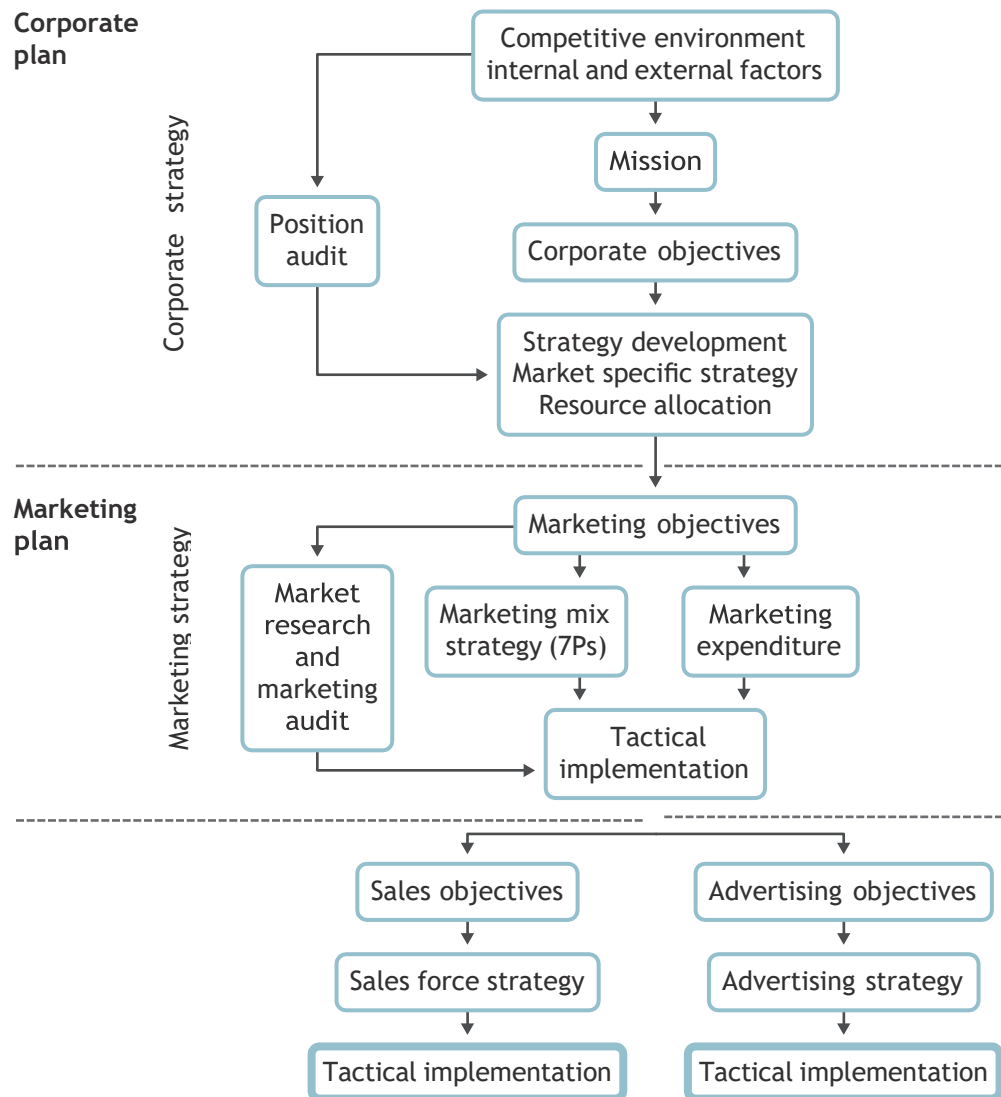 Corporate
plan
Corporate strategy
Competitive environment
internal and external factors
Mission
Position
audit
Corporate objectives
Strategy development
Market specific strategy
Resource allocation
Marketing
plan
Marketing strategy
Marketing objectives
Market
research
and
marketing
audit
Marketing mix
strategy (7Ps)
Marketing
expenditure
Tactical
implementation
Sales objectives
Advertising objectives
Sales force strategy
Advertising strategy
Tactical implementation
Tactical implementation